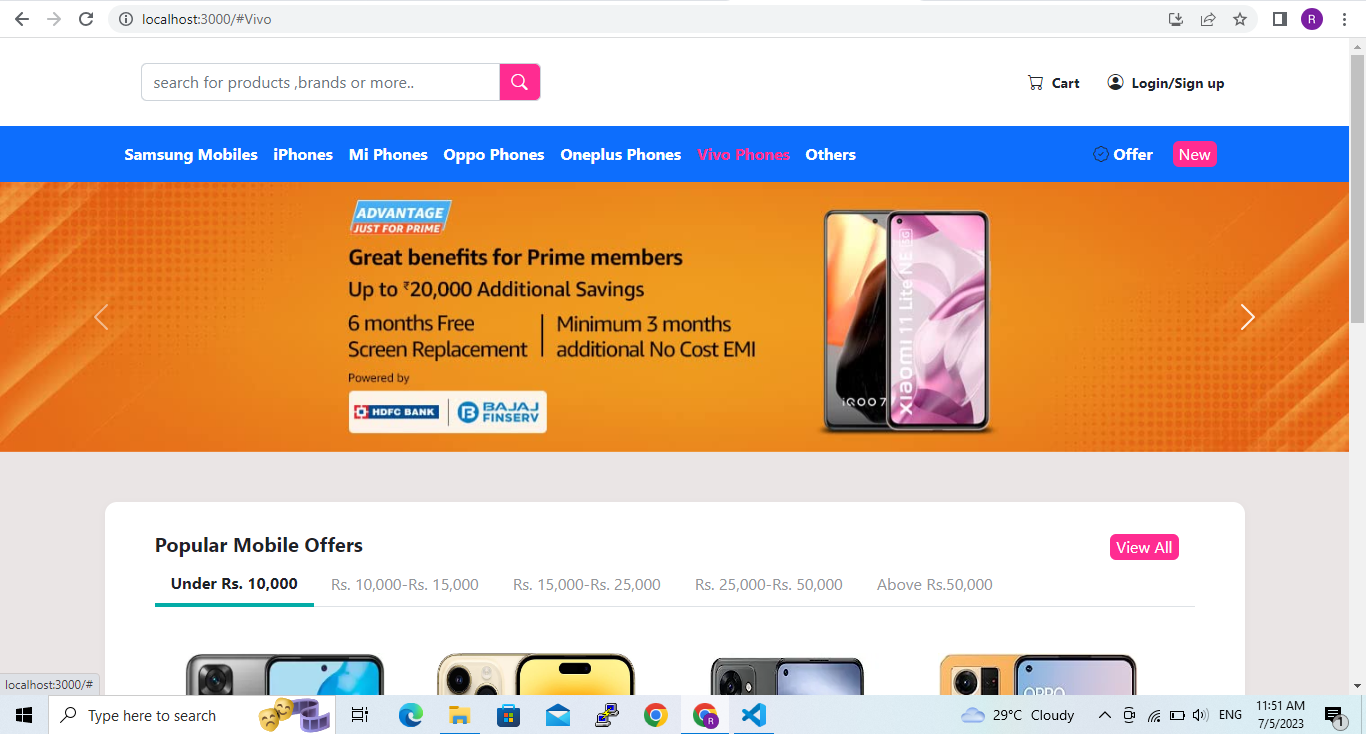 localhost:3000/#Vivo
R
search for products ,brands or more..
Cart
Login/Sign up
Samsung Mobiles iPhones Mi Phones Oppo Phones Oneplus Phones Vivo Phones Others
Offer
New
ADVANTAGE
JUST FOR PRIME
Great benefits for Prime members
Up to ₹20,000 Additional Savings
6 months Free
Screen Replacement
Minimum 3 months
additional No Cost EMI
Powered by
HDFC BANK
BAJAJ
FINSERV
iQOO 7
xiaomi 11 Lite NE 5G
Popular Mobile Offers
View All
Under Rs. 10,000 Rs. 10,000-Rs. 15,000 Rs. 15,000-Rs. 25,000 Rs. 25,000-Rs. 50,000 Above Rs.50,000
OPPO
localhost:3000/#
Type here to search
R
29°C Cloudy
ENG
11:51 AM
7/5/2023
1